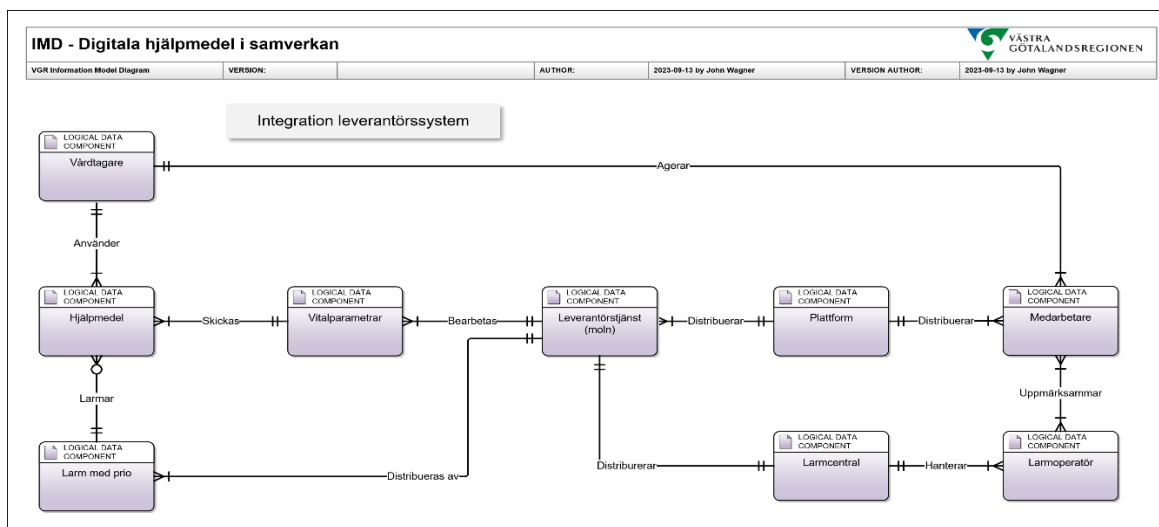 IMD - Digitala hjälpmedel i samverkan
VÄSTRA
GÖTALANDSREGIONEN
VGR Information Model Diagram
VERSION:
AUTHOR:
2023-09-13 by John Wagner
VERSION AUTHOR:
2023-09-13 by John Wagner
Integration leverantörssystem
LOGICAL DATA
COMPONENT
Vårdtagare
Agerar
Använder
LOGICAL DATA
COMPONENT
Hjälpmedel
Skickas
LOGICAL DATA
COMPONENT
Vitalparametrar
Bearbetas
LOGICAL DATA
COMPONENT
Leverantörstjänst
(moln)
Distribuerar
LOGICAL DATA
COMPONENT
Plattform
Distribuerar
LOGICAL DATA
COMPONENT
Medarbetare
Larmar
Uppmärksammar
LOGICAL DATA
COMPONENT
Larm med prio
Distribueras av
Distriburerar
LOGICAL DATA
COMPONENT
Larmcentral
Hanterar
LOGICAL DATA
COMPONENT
Larmoperatör